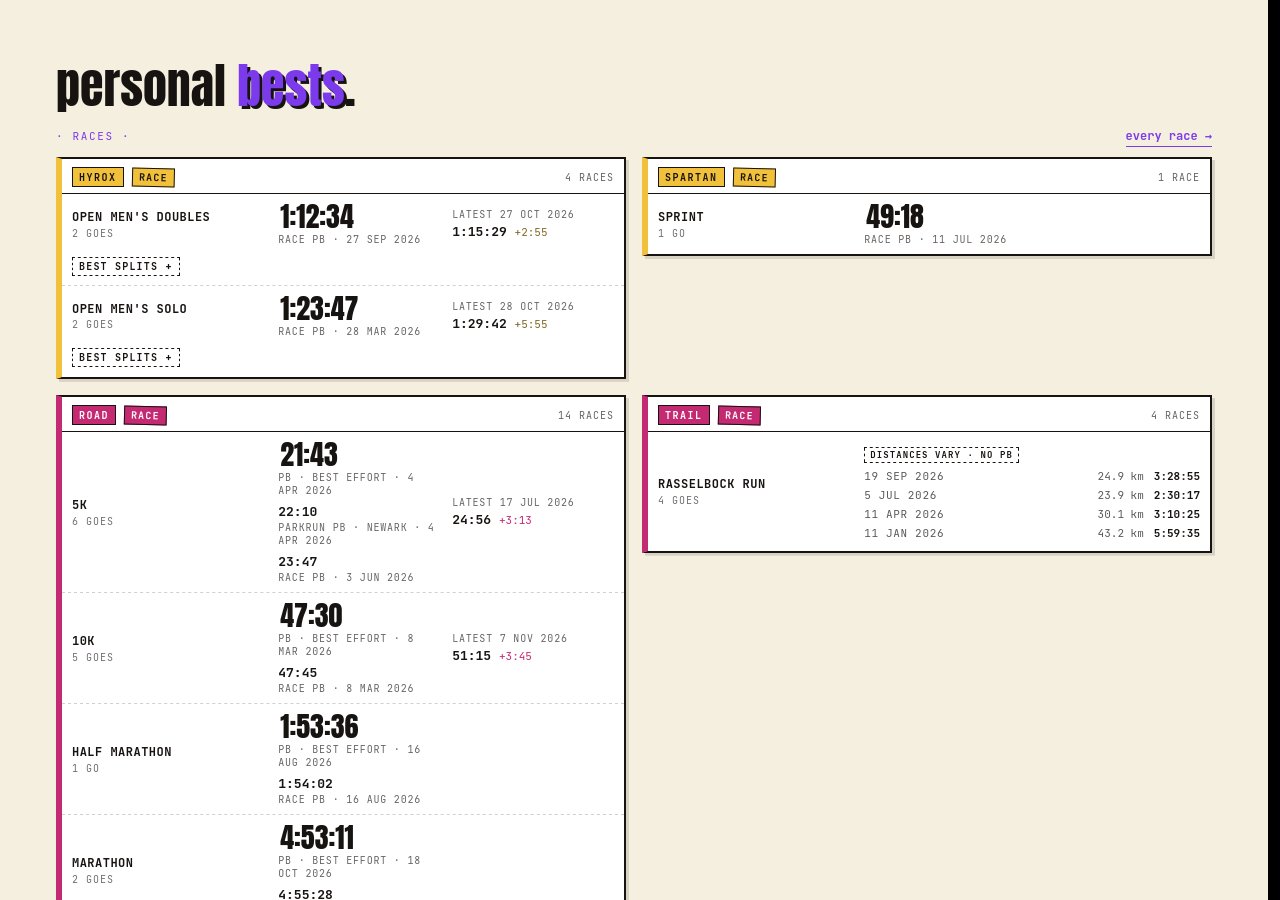 personal bests.
· RACES ·
every race →
HYROX RACE 4 RACES
OPEN MEN'S DOUBLES
2 GOES
1:12:34
RACE PB · 27 SEP 2026
LATEST 27 OCT 2026
1:15:29 +2:55
BEST SPLITS +
OPEN MEN'S SOLO
2 GOES
1:23:47
RACE PB · 28 MAR 2026
LATEST 28 OCT 2026
1:29:42 +5:55
BEST SPLITS +
SPARTAN RACE 1 RACE
SPRINT
1 GO
49:18
RACE PB · 11 JUL 2026
ROAD RACE 14 RACES
5K
6 GOES
21:43
PB · BEST EFFORT · 4
APR 2026
22:10
PARKRUN PB · NEWARK · 4
APR 2026
23:47
RACE PB · 3 JUN 2026
LATEST 17 JUL 2026
24:56 +3:13
10K
5 GOES
47:30
PB · BEST EFFORT · 8
MAR 2026
47:45
RACE PB · 8 MAR 2026
LATEST 7 NOV 2026
51:15 +3:45
HALF MARATHON
1 GO
1:53:36
PB · BEST EFFORT · 16
AUG 2026
1:54:02
RACE PB · 16 AUG 2026
MARATHON
2 GOES
4:53:11
PB · BEST EFFORT · 18
OCT 2026
4:55:28
TRAIL RACE 4 RACES
RASSELBOCK RUN
4 GOES
DISTANCES VARY · NO PB
19 SEP 2026 24.9 km 3:28:55
5 JUL 2026 23.9 km 2:30:17
11 APR 2026 30.1 km 3:10:25
11 JAN 2026 43.2 km 5:59:35